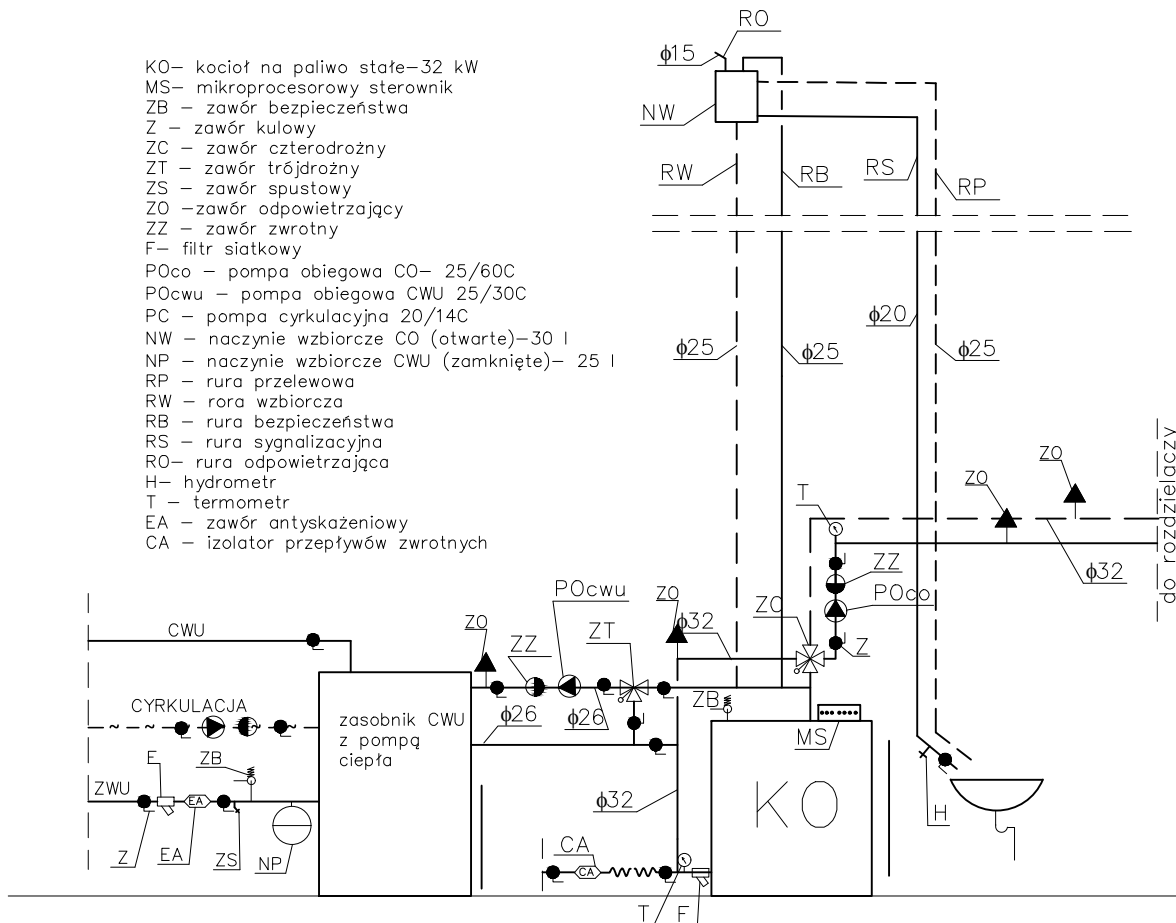 KO– kocioł na paliwo stałe–32 kW
MS– mikroprocesorowy sterownik
ZB – zawór bezpieczeństwa
Z – zawór kulowy
ZC – zawór czterodrożny
ZT – zawór trójdrożny
ZS – zawór spustowy
ZO –zawór odpowietrzający
ZZ – zawór zwrotny
F– filtr siatkowy
POco – pompa obiegowa CO– 25/60C
POcwu – pompa obiegowa CWU 25/30C
PC – pompa cyrkulacyjna 20/14C
NW – naczynie wzbiorcze CO (otwarte)–30 l
NP – naczynie wzbiorcze CWU (zamknięte)– 25 l
RP – rura przelewowa
RW – rora wzbiorcza
RB – rura bezpieczeństwa
RS – rura sygnalizacyjna
RO– rura odpowietrzająca
H– hydrometr
T – termometr
EA – zawór antyskażeniowy
CA – izolator przepływów zwrotnych
RO
ϕ15
NW
RW
RB
RS
RP
ϕ20
ϕ25
ϕ25
ϕ25
ZO
ZO
T
do rozdzielaczy
ϕ32
ZZ
POco
POcwu
ZO
ZC
ZO
ZZ
ZT
ϕ32
Z
CWU
CYRKULACJA
zasobnik CWU
z pompą
ciepła
ϕ26
ϕ26
ZB
MS
E
ZB
ZWU
EA
ϕ32
KO
H
Z
EA
ZS
NP
CA
CA
T
F